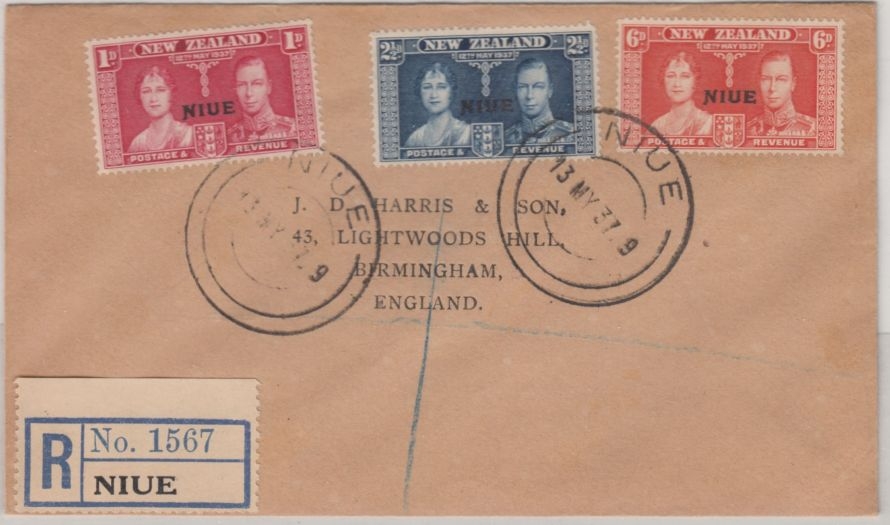 1D NEW ZEALAND 1D
12TH MAY 1937
NIUE
POSTAGE & REVENUE
2½D NEW ZEALAND 2½D
12TH MAY 1937
NIUE
POSTAGE & REVENUE
6D NEW ZEALAND 6D
12TH MAY 1937
NIUE
POSTAGE & REVENUE
NIUE
13 MY 37.9
NIUE
13 MY 37.9
J. D. HARRIS & SON,
43, LIGHTWOODS HILL,
BIRMINGHAM,
ENGLAND.
R No. 1567
NIUE